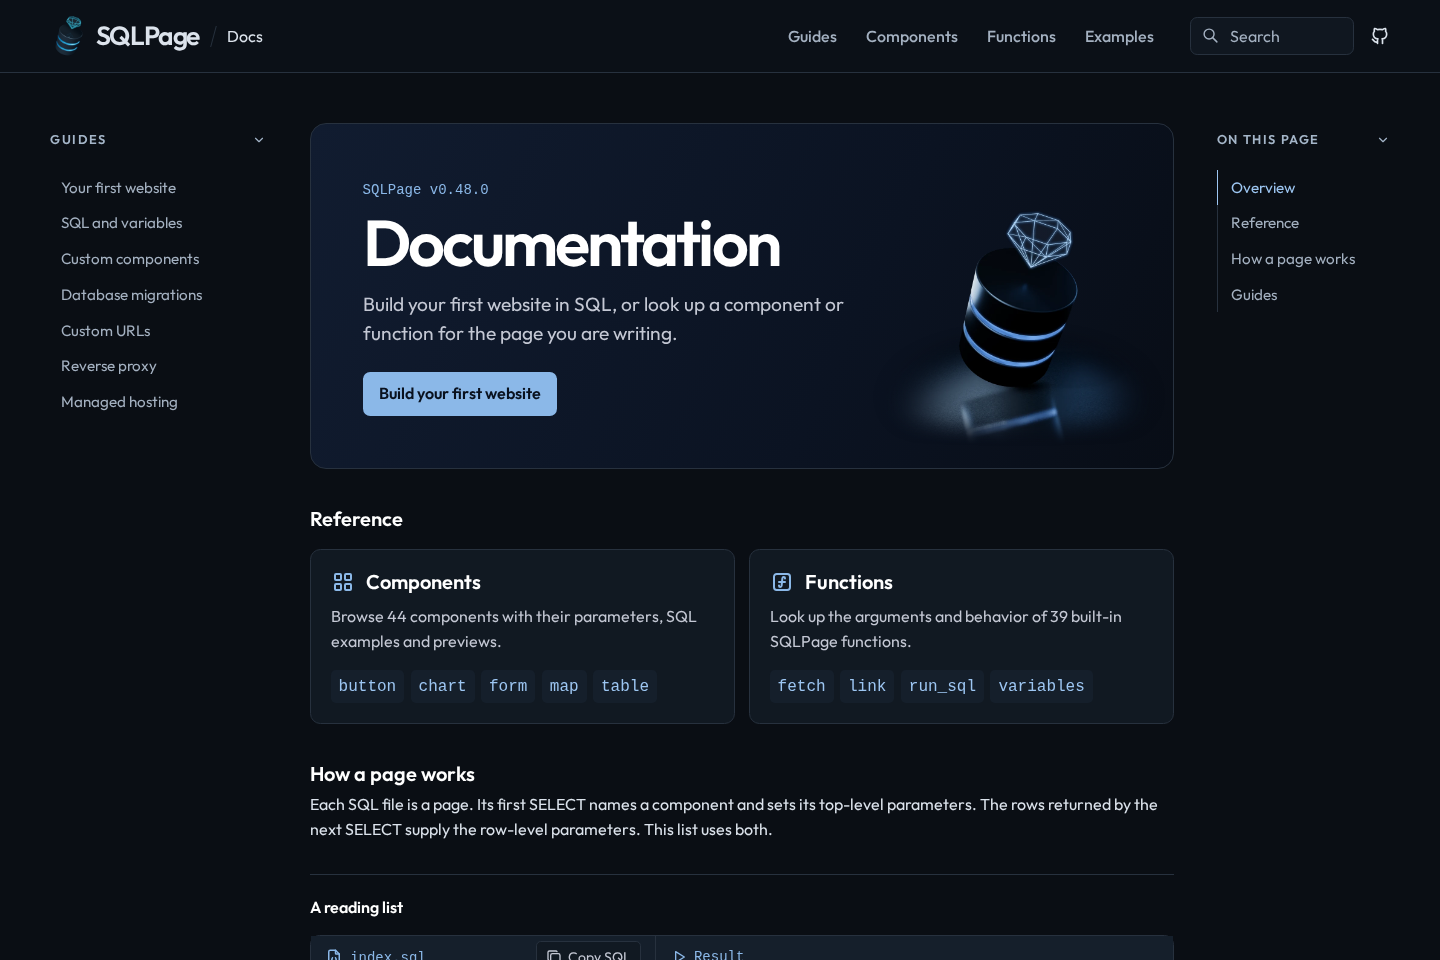 SQLPage / Docs
Guides
Components
Functions
Examples
Search
GUIDES
Your first website
SQL and variables
Custom components
Database migrations
Custom URLs
Reverse proxy
Managed hosting
SQLPage v0.48.0
Documentation
Build your first website in SQL, or look up a component or
function for the page you are writing.
Build your first website
Reference
Components
Browse 44 components with their parameters, SQL
examples and previews.
button chart form map table
Functions
Look up the arguments and behavior of 39 built-in
SQLPage functions.
fetch link run_sql variables
How a page works
Each SQL file is a page. Its first SELECT names a component and sets its top-level parameters. The rows returned by the
next SELECT supply the row-level parameters. This list uses both.
A reading list
index.sql
Copy SQL
Result
ON THIS PAGE
Overview
Reference
How a page works
Guides